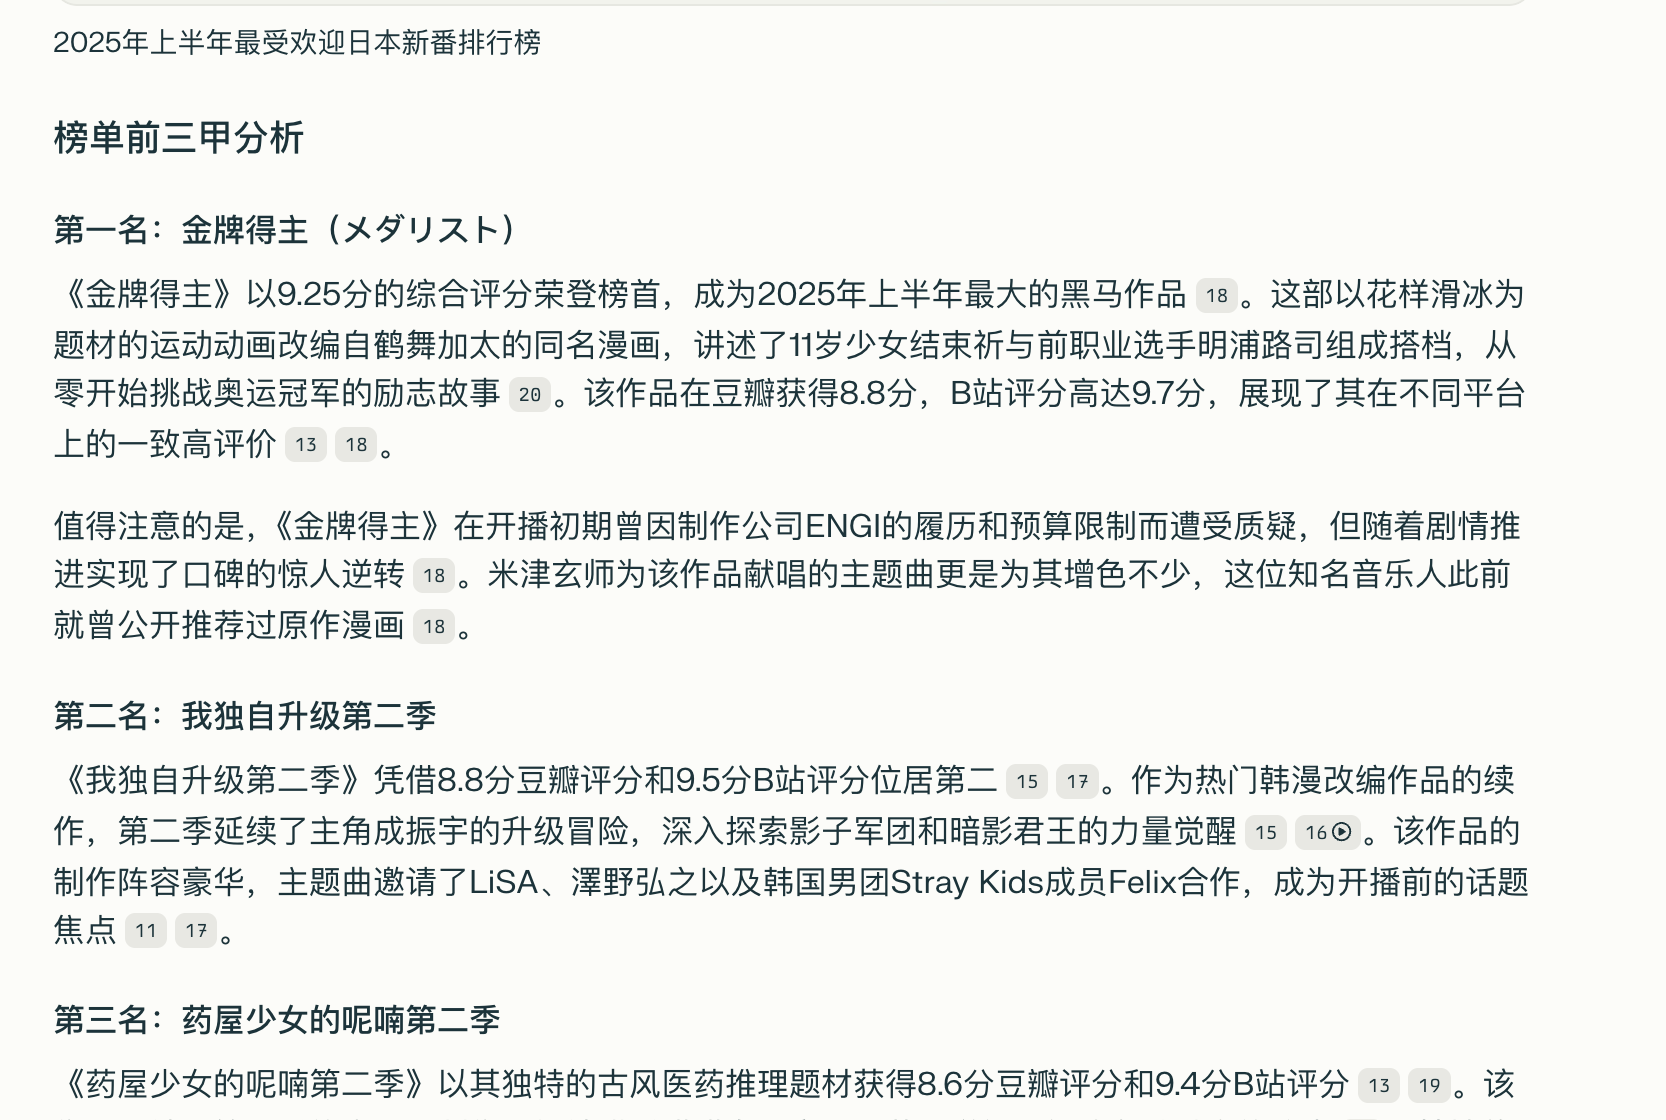 2025年上半年最受欢迎日本新番排行榜
榜单前三甲分析
第一名：金牌得主（メダリスト）
《金牌得主》以9.25分的综合评分荣登榜首，成为2025年上半年最大的黑马作品 18 。这部以花样滑冰为
题材的运动动画改编自鹤舞加太的同名漫画，讲述了11岁少女结束祈与前职业选手明浦路司组成搭档，从
零开始挑战奥运冠军的励志故事 20 。该作品在豆瓣获得8.8分，B站评分高达9.7分，展现了其在不同平台
上的一致高评价 13 18 。
值得注意的是，《金牌得主》在开播初期曾因制作公司ENGI的履历和预算限制而遭受质疑，但随着剧情推
进实现了口碑的惊人逆转 18 。米津玄师为该作品献唱的主题曲更是为其增色不少，这位知名音乐人此前
就曾公开推荐过原作漫画 18 。
第二名：我独自升级第二季
《我独自升级第二季》凭借8.8分豆瓣评分和9.5分B站评分位居第二 15 17 。作为热门韩漫改编作品的续
作，第二季延续了主角成振宇的升级冒险，深入探索影子军团和暗影君王的力量觉醒 15 16 。该作品的
制作阵容豪华，主题曲邀请了LiSA、澤野弘之以及韩国男团Stray Kids成员Felix合作，成为开播前的话题
焦点 11 17 。
第三名：药屋少女的呢喃第二季
《药屋少女的呢喃第二季》以其独特的古风医药推理题材获得8.6分豆瓣评分和9.4分B站评分 13 19 。该